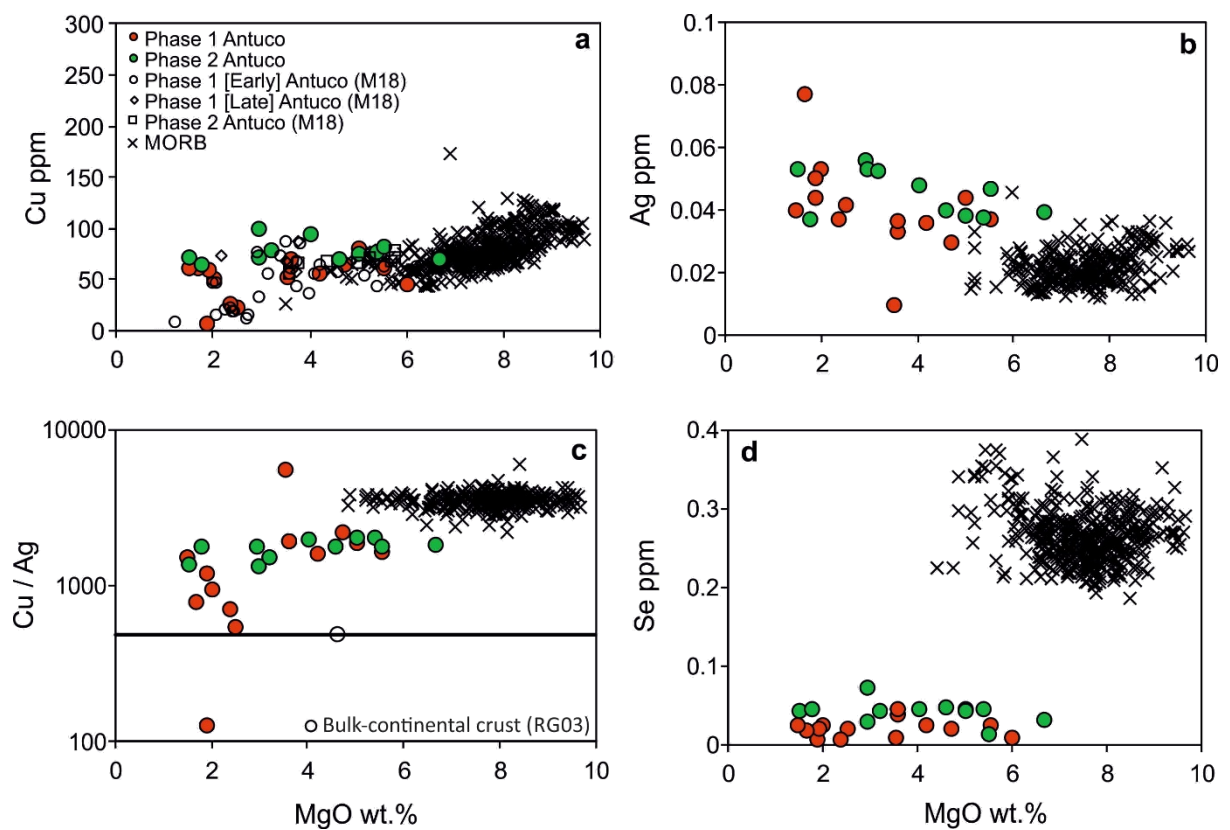 a
Cu ppm
300
250
200
150
100
50
0
Phase 1 Antuco
Phase 2 Antuco
Phase 1 [Early] Antuco (M18)
Phase 1 [Late] Antuco (M18)
Phase 2 Antuco (M18)
MORB
0 2 4 6 8 10
b
Ag ppm
0.1
0.08
0.06
0.04
0.02
0
0 2 4 6 8 10
c
Cu / Ag
10000
1000
100
Bulk-continental crust (RG03)
0 2 4 6 8 10
MgO wt.%
d
Se ppm
0.4
0.3
0.2
0.1
0
0 2 4 6 8 10
MgO wt.%